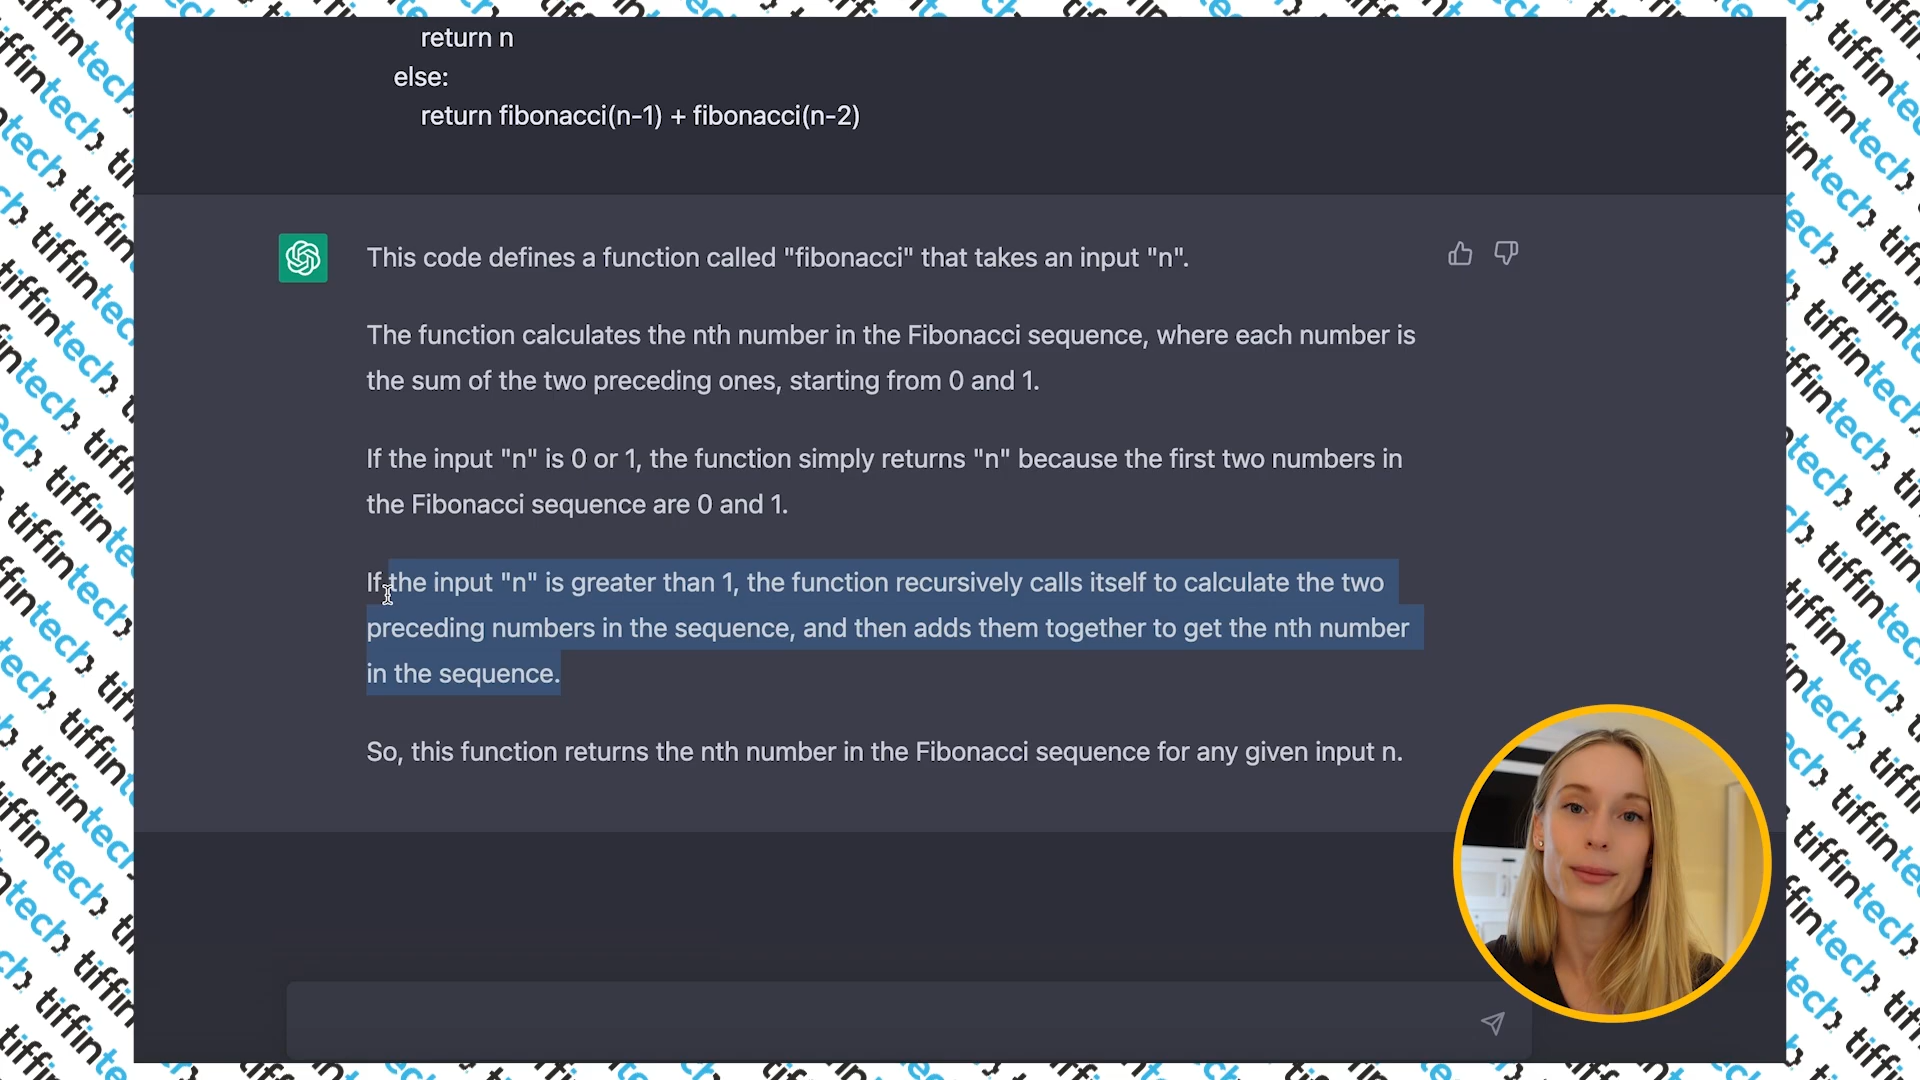 return n
else:
return fibonacci(n-1) + fibonacci(n-2)
This code defines a function called "fibonacci" that takes an input "n".
The function calculates the nth number in the Fibonacci sequence, where each number is
the sum of the two preceding ones, starting from 0 and 1.
If the input "n" is 0 or 1, the function simply returns "n" because the first two numbers in
the Fibonacci sequence are 0 and 1.
If the input "n" is greater than 1, the function recursively calls itself to calculate the two
preceding numbers in the sequence, and then adds them together to get the nth number
in the sequence.
So, this function returns the nth number in the Fibonacci sequence for any given input n.
tiffintech